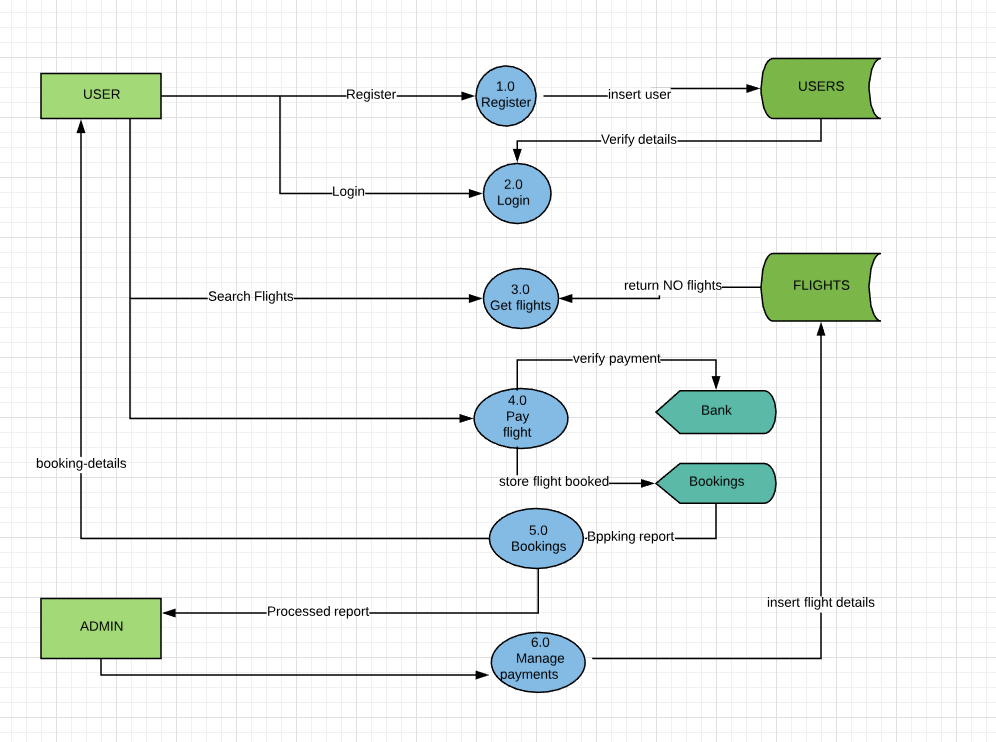 USER
Register
1.0
Register
insert user
USERS
Verify details
Login
2.0
Login
Search Flights
3.0
Get flights
return NO flights
FLIGHTS
verify payment
4.0
Pay
flight
Bank
booking-details
store flight booked
Bookings
5.0
Bookings
Bppking report
Processed report
insert flight details
ADMIN
6.0
Manage
payments